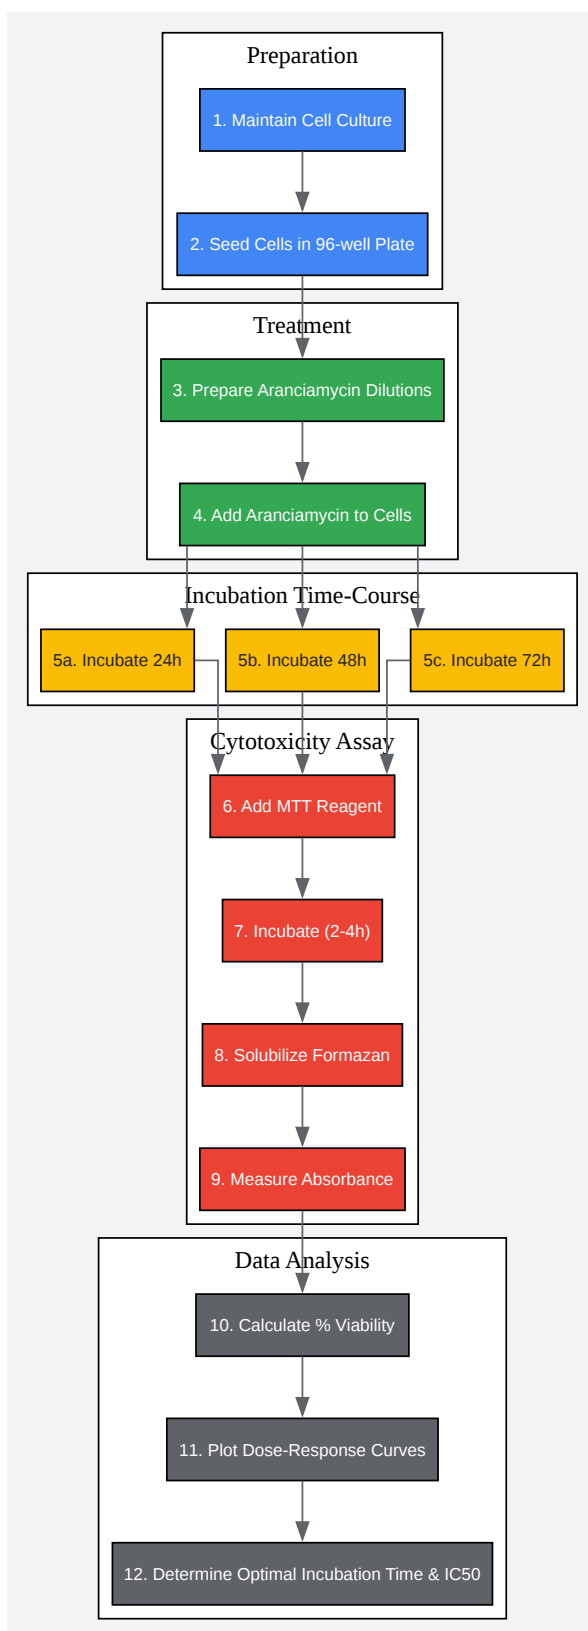 Preparation
1. Maintain Cell Culture
2. Seed Cells in 96-well Plate
Treatment
3. Prepare Aranciamycin Dilutions
4. Add Aranciamycin to Cells
Incubation Time-Course
5a. Incubate 24h
5b. Incubate 48h
5c. Incubate 72h
Cytotoxicity Assay
6. Add MTT Reagent
7. Incubate (2-4h)
8. Solubilize Formazan
9. Measure Absorbance
Data Analysis
10. Calculate % Viability
11. Plot Dose-Response Curves
12. Determine Optimal Incubation Time & IC50